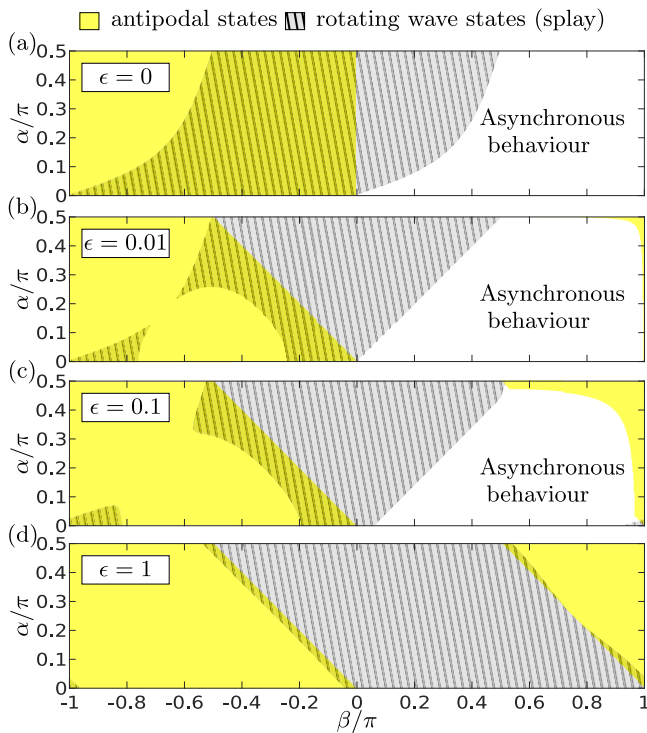 antipodal states rotating wave states (splay)
(a)
0.5
0.4
0.3
0.2
0.1
0
α/π
ϵ = 0
Asynchronous
behaviour
(b)
0.5
0.4
0.3
0.2
0.1
0
α/π
ϵ = 0.01
Asynchronous
behaviour
(c)
0.5
0.4
0.3
0.2
0.1
0
α/π
ϵ = 0.1
Asynchronous
behaviour
(d)
0.5
0.4
0.3
0.2
0.1
0
α/π
ϵ = 1
-1 -0.8 -0.6 -0.4 -0.2 0 0.2 0.4 0.6 0.8 1
β/π